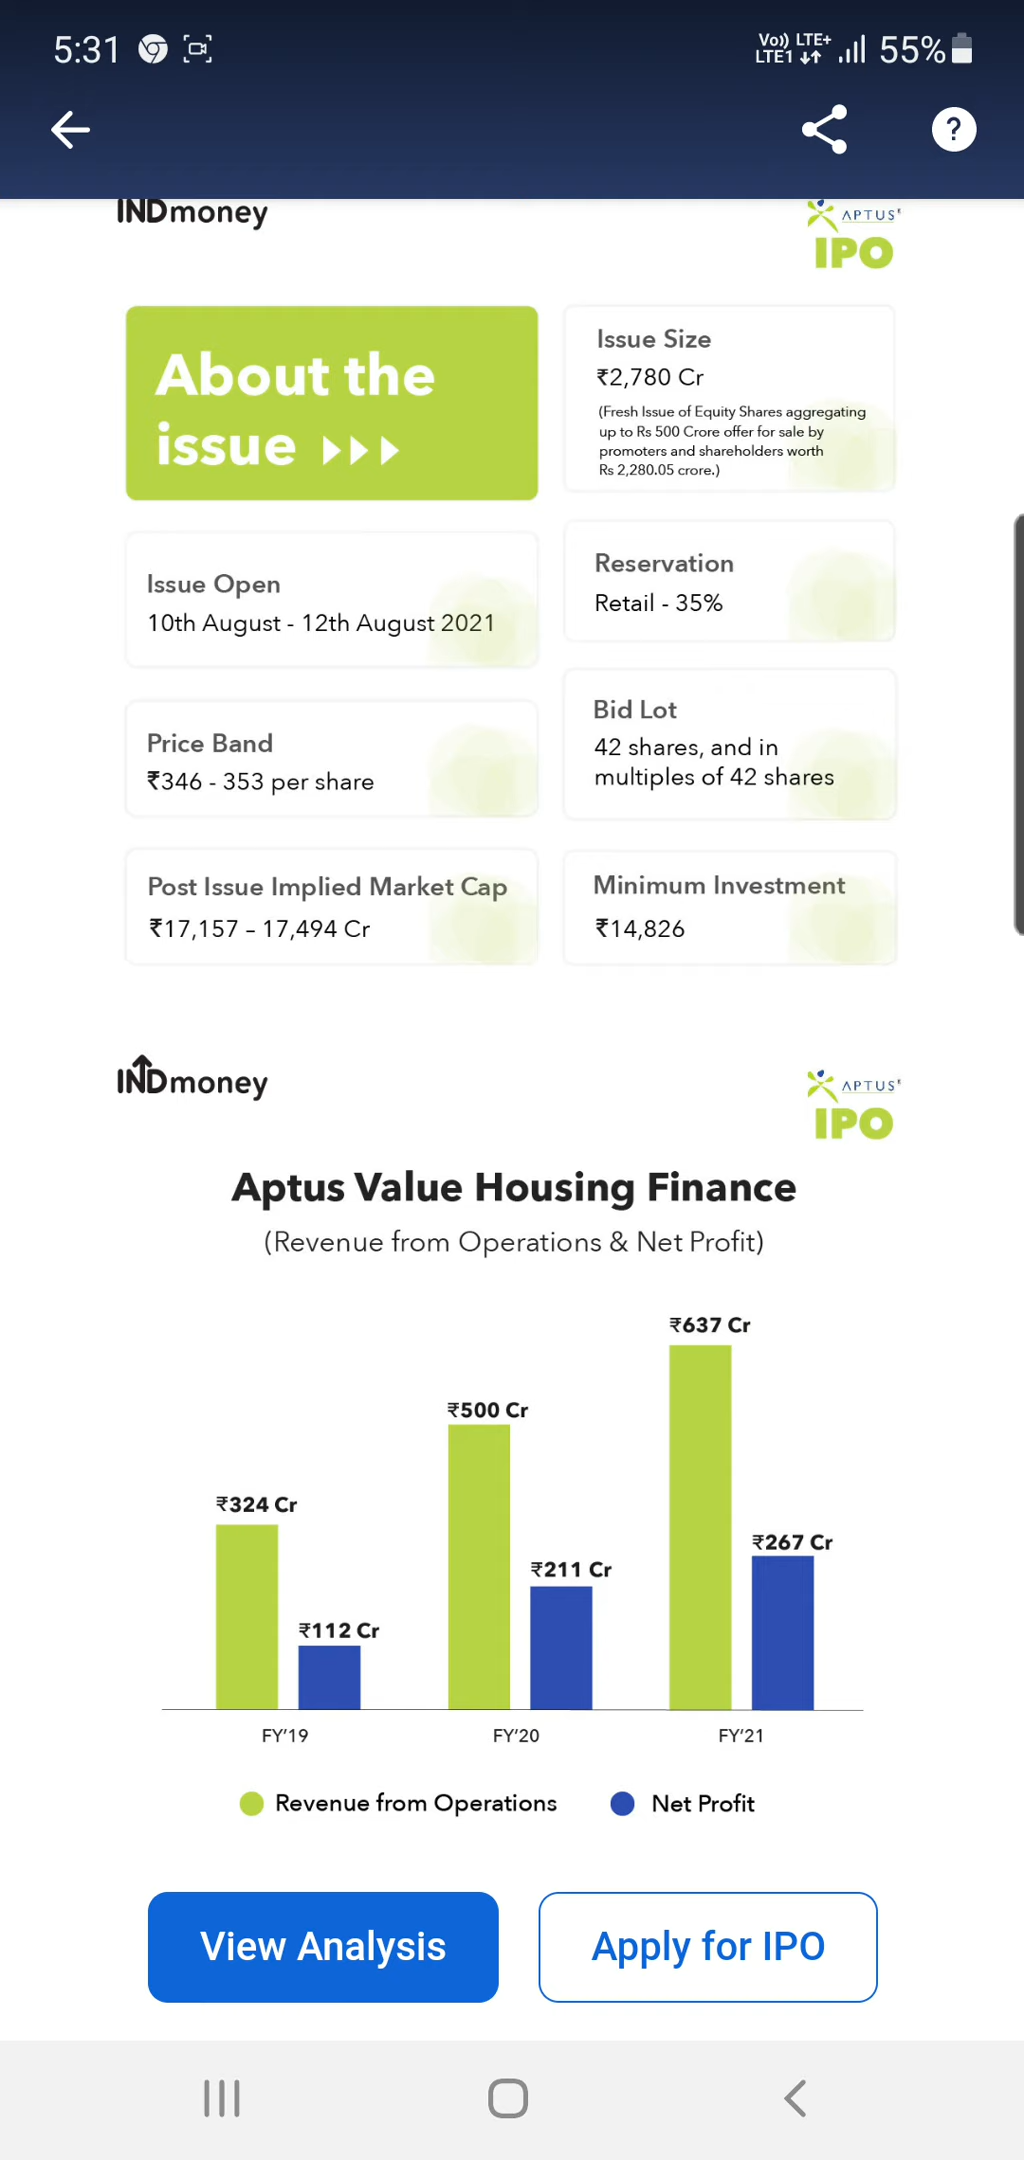 5:31
Vo)) LTE+
LTE1
55%
INDmoney
APTUS
IPO
About the
issue
Issue Size
₹2,780 Cr
(Fresh Issue of Equity Shares aggregating
up to Rs 500 Crore offer for sale by
promoters and shareholders worth
Rs 2,280.05 crore.)
Issue Open
10th August - 12th August 2021
Reservation
Retail - 35%
Price Band
₹346 - 353 per share
Bid Lot
42 shares, and in
multiples of 42 shares
Post Issue Implied Market Cap
₹17,157 – 17,494 Cr
Minimum Investment
₹14,826
INDmoney
APTUS
IPO
Aptus Value Housing Finance
(Revenue from Operations & Net Profit)
₹637 Cr
₹500 Cr
₹324 Cr
₹267 Cr
₹211 Cr
₹112 Cr
FY'19 FY'20 FY'21
Revenue from Operations Net Profit
View Analysis
Apply for IPO